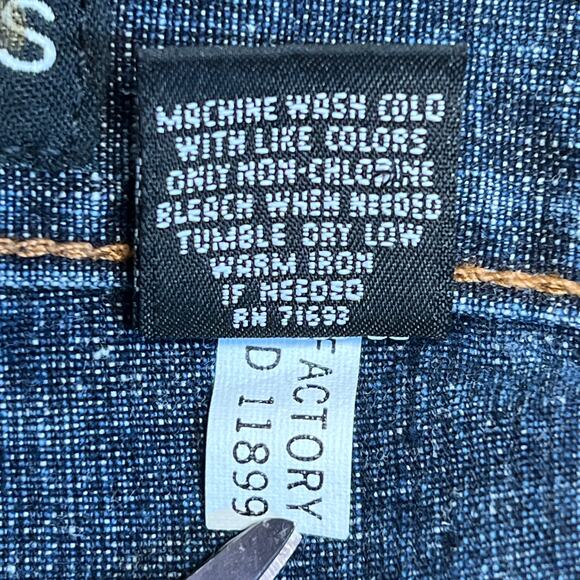 S
MACHINE WASH COLD
WITH LIKE COLORS
ONLY NON-CHLORINE
BLEACH WHEN NEEDED
TUMBLE DRY LOW
WARM IRON
IF NEEDED
RN 71693
FACTORY
D 11899